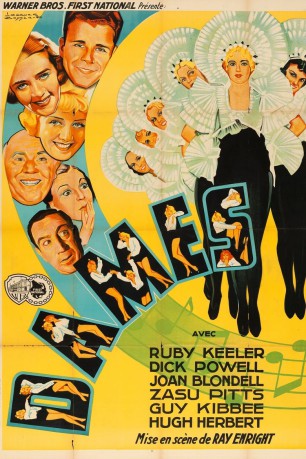 WARNER BROS. FIRST NATIONAL Présente
DAMES
AVEC
RUBY KEELER
DICK POWELL
JOAN BLONDELL
ZASU PITTS
GUY KIBBEE
HUGH HERBERT
Mise en scène de RAY ENRIGHT